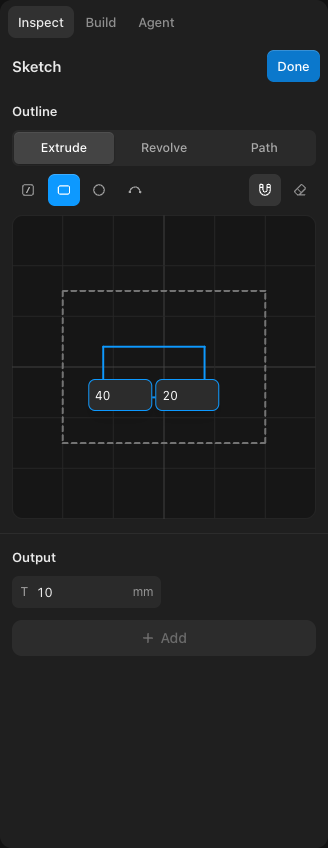 Inspect Build Agent
Sketch Done
Outline
Extrude Revolve Path
40 20
Output
T 10 mm
+ Add